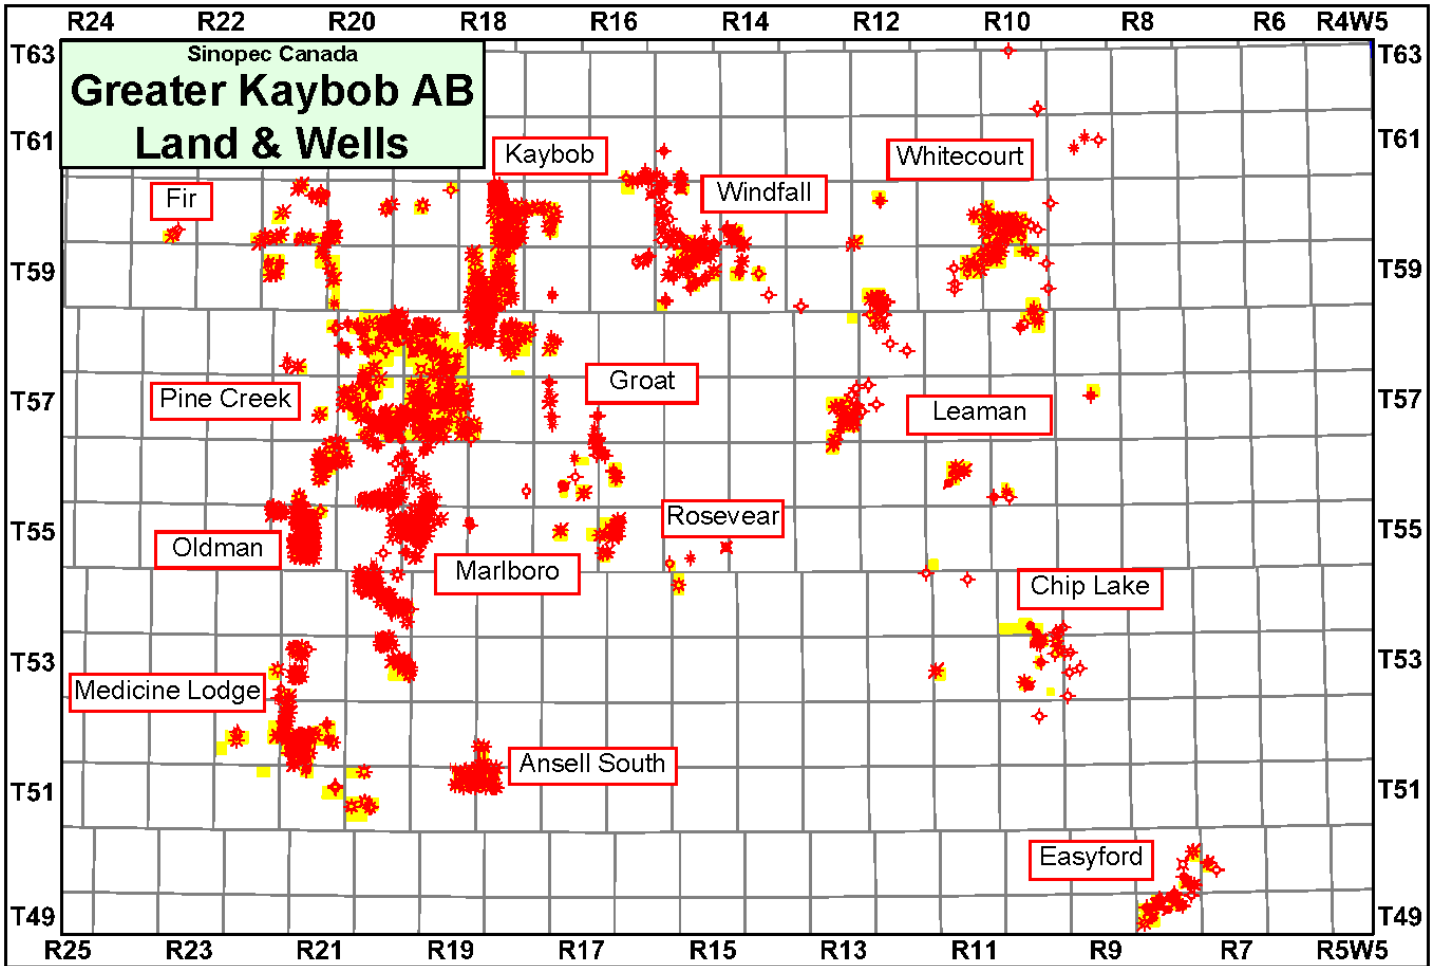 R24 R22 R20 R18 R16 R14 R12 R10 R8 R6 R4W5
T63 T63
Sinopec Canada
Greater Kaybob AB
Land & Wells
T61 T61
Kaybob
Whitecourt
Fir
Windfall
T59 T59
Groat
Pine Creek
T57 T57
Leaman
Rosevear
T55 T55
Oldman
Marlboro
Chip Lake
T53 T53
Medicine Lodge
Ansell South
T51 T51
Easyford
T49 T49
R25 R23 R21 R19 R17 R15 R13 R11 R9 R7 R5W5